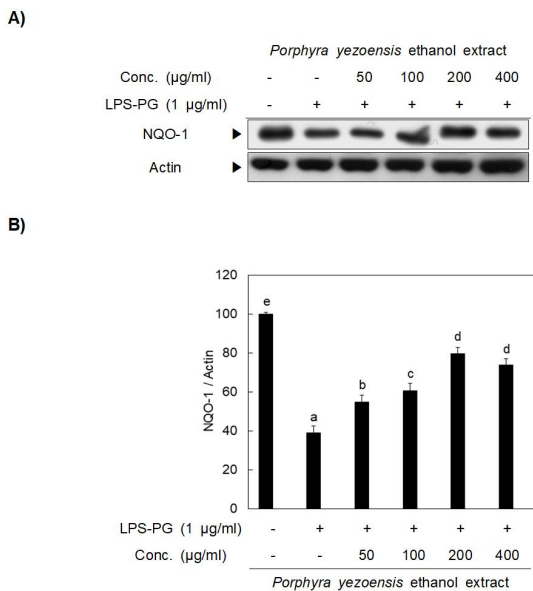 A)
Porphyra yezoensis ethanol extract
Conc. (μg/ml) - - 50 100 200 400
LPS-PG (1 μg/ml) - + + + + +
NQO-1
Actin
B)
120
100
80
60
40
20
0
NQO-1 / Actin
e
a
b
c
d
d
LPS-PG (1 μg/ml) - + + + + +
Conc. (μg/ml) - - 50 100 200 400
Porphyra yezoensis ethanol extract